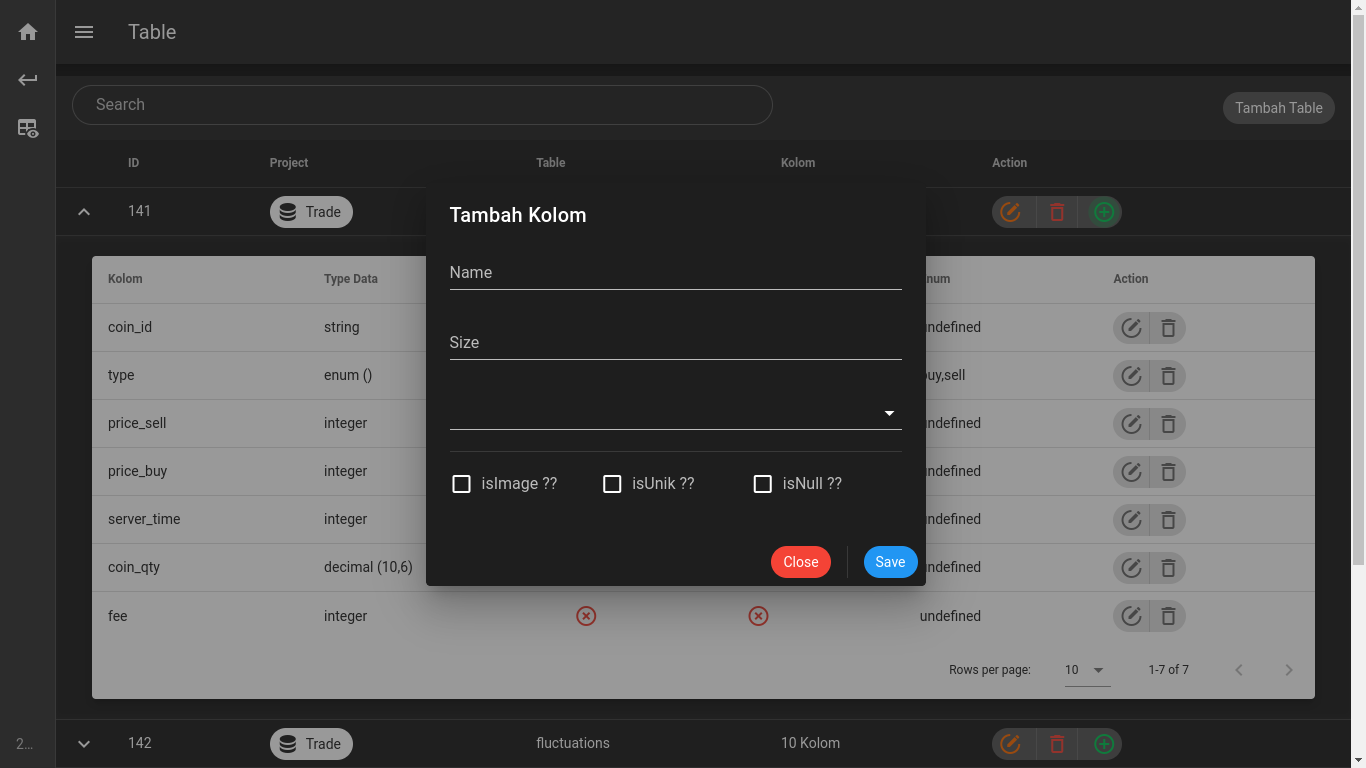 Table
Search
Tambah Table
ID Project Table Kolom Action
141 Trade
Tambah Kolom
Name
Size
isImage ?? isUnik ?? isNull ??
Close Save
Kolom Type Data num Action
coin_id string undefined
type enum () buy,sell
price_sell integer undefined
price_buy integer undefined
server_time integer undefined
coin_qty decimal (10,6) undefined
fee integer undefined
Rows per page: 10 1-7 of 7
2... 142 Trade fluctuations 10 Kolom